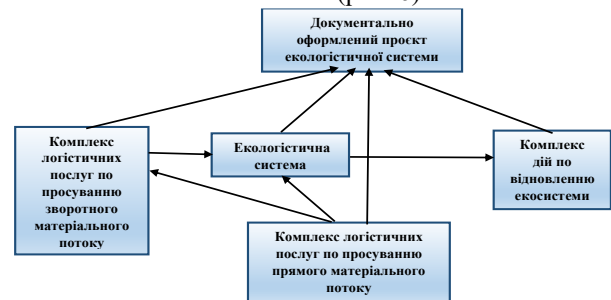 Документально
оформлений проєкт
екологістичної системи
Комплекс
логістичних
послуг по
просуванню
зворотного
матеріального
потоку
Екологістична
система
Комплекс
дій по
відновленню
екосистеми
Комплекс логістичних
послуг по просуванню
прямого матеріального
потоку